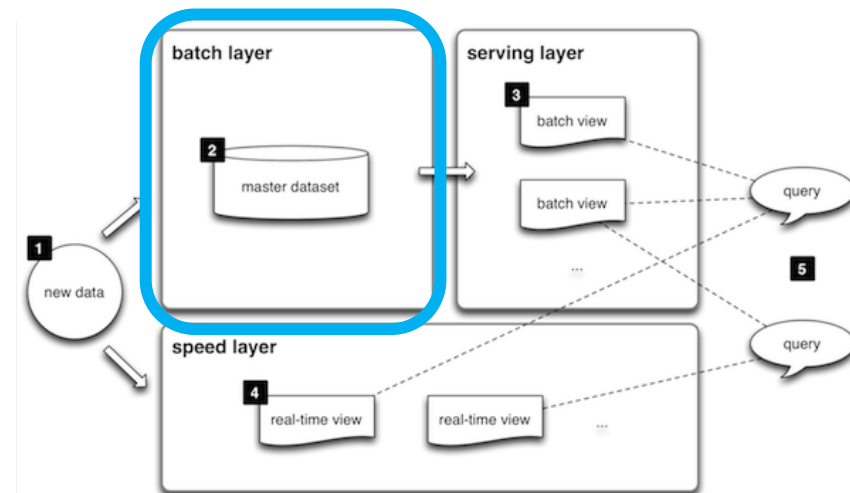 batch layer
serving layer
3
batch view
2
master dataset
query
batch view
1
...
5
new data
speed layer
query
4
real-time view
real-time view
...